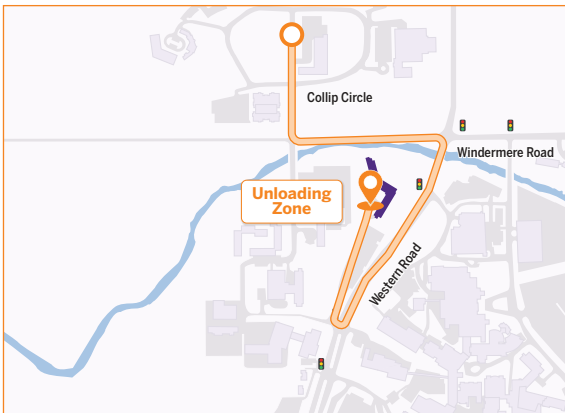 Collip Circle
Windermere Road
Unloading
Zone
Western Road